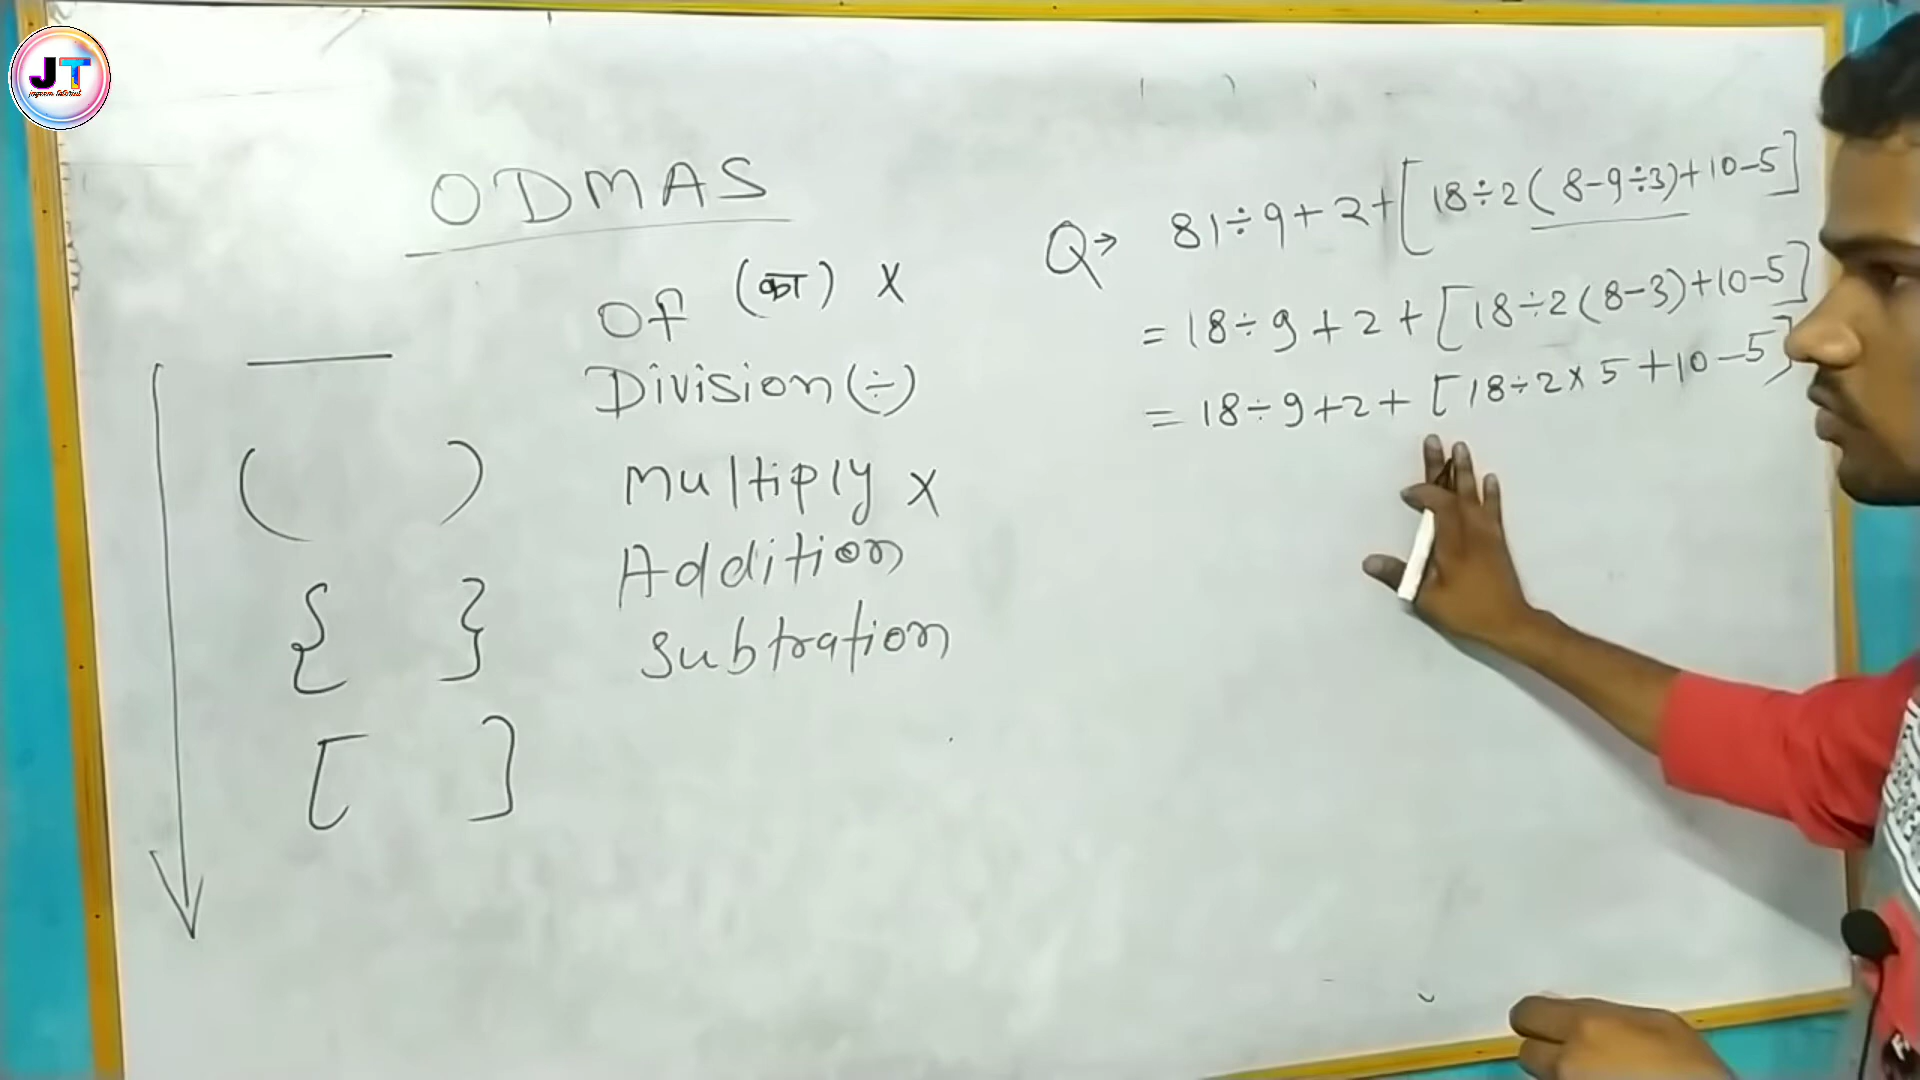 JT
ODMAS
Of (का) X
Division (÷)
( ) multiply X
Addition
{ } subtration
[ ]
Q→ 81÷9+2+[18÷2(8-9÷3)+10-5]
= 18÷9+2+[18÷2(8-3)+10-5]
= 18÷9+2+[18÷2×5+10-5]